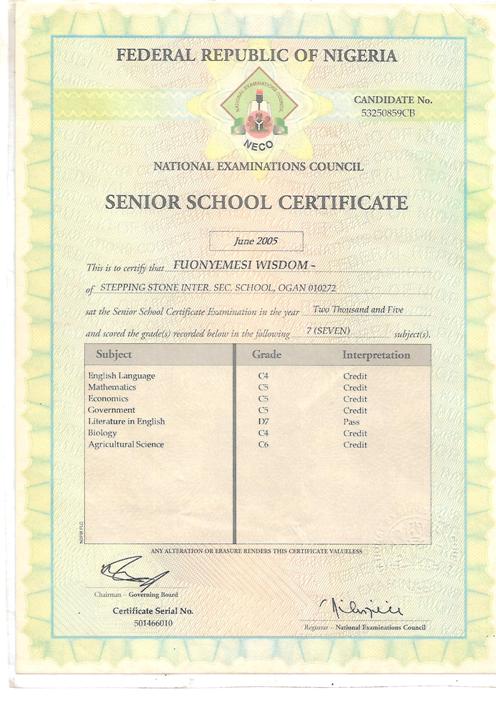 FEDERAL REPUBLIC OF NIGERIA
NATIONAL EXAMINATIONS COUNCIL
NECO
CANDIDATE No.
53250859CB
NATIONAL EXAMINATIONS COUNCIL
SENIOR SCHOOL CERTIFICATE
June 2005
This is to certify that FUONYEMESI WISDOM ~
of STEPPING STONE INTER. SEC. SCHOOL, OGAN 010272
sat the Senior School Certificate Examination in the year Two Thousand and Five
and scored the grade(s) recorded below in the following 7 (SEVEN) subject(s).
Subject Grade Interpretation
English Language C4 Credit
Mathematics C5 Credit
Economics C5 Credit
Government C5 Credit
Literature in English D7 Pass
Biology C4 Credit
Agricultural Science C6 Credit
ANY ALTERATION OR ERASURE RENDERS THIS CERTIFICATE VALUELESS
Chairman – Governing Board
Certificate Serial No.
501466010
Registrar – National Examinations Council